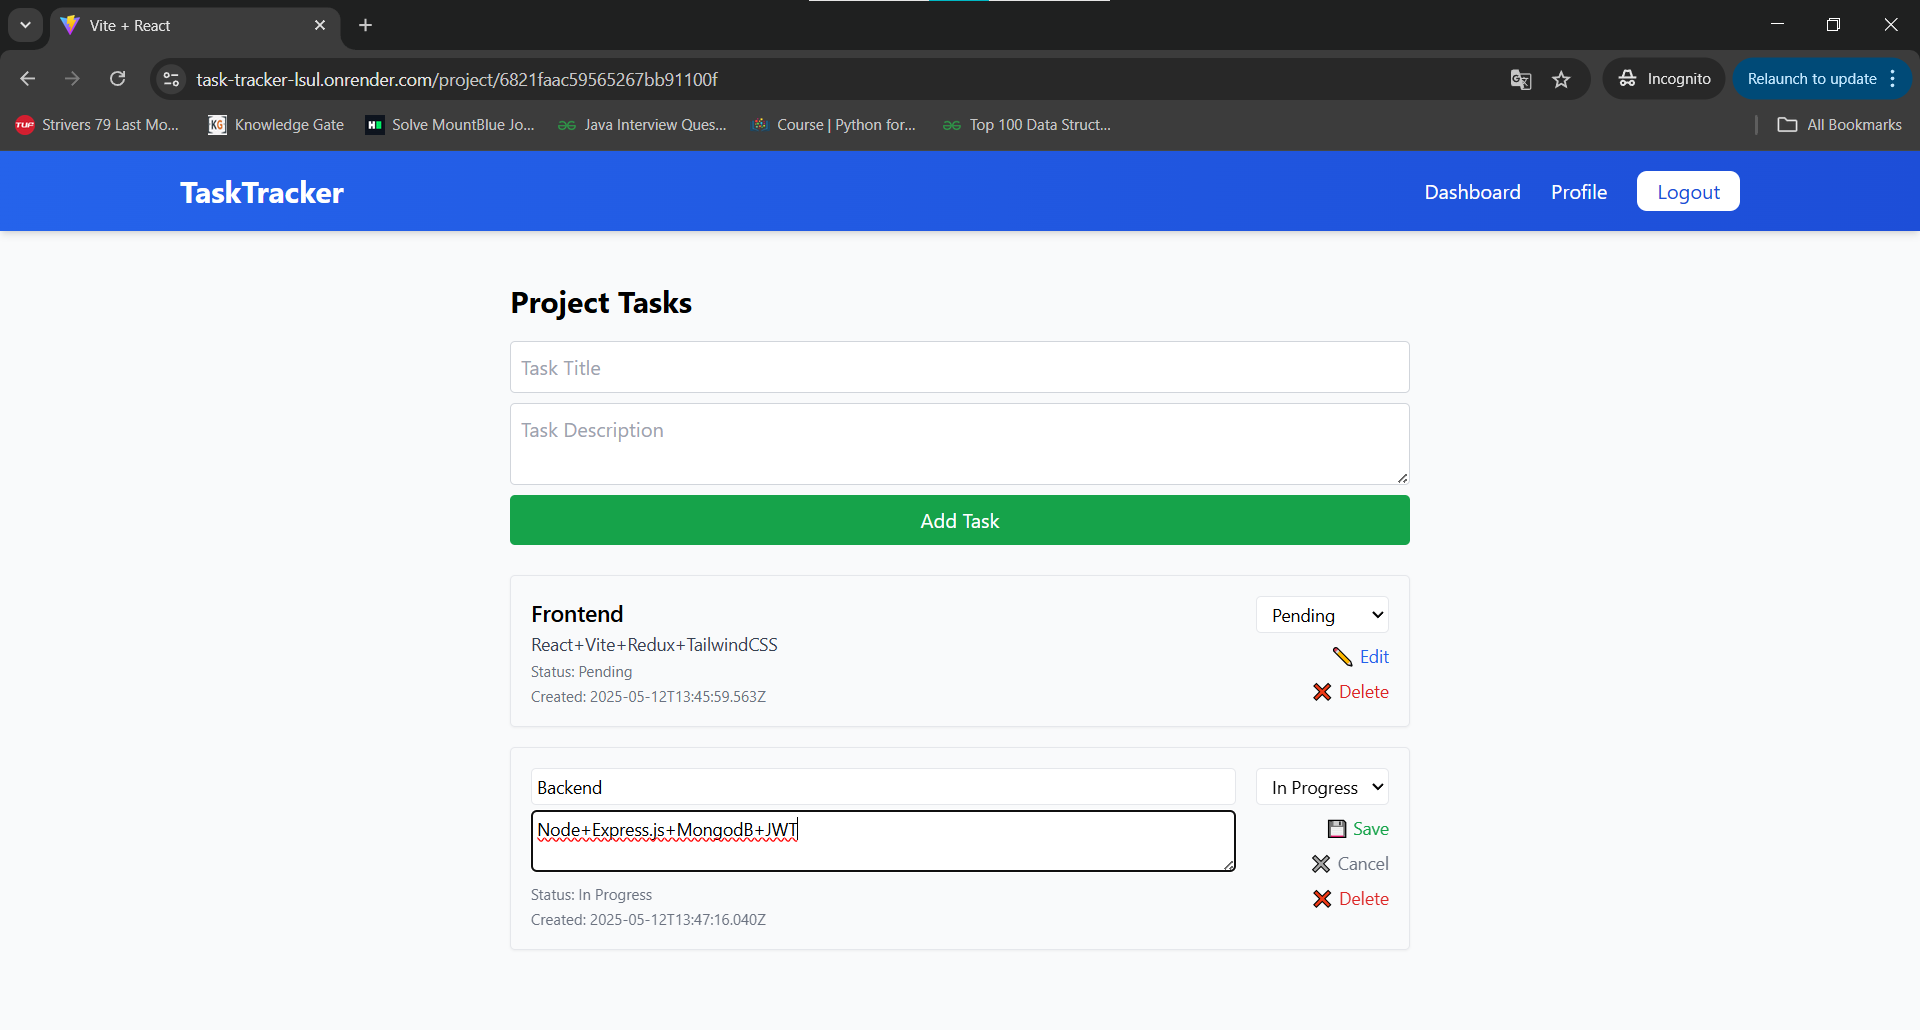 Vite + React
task-tracker-lsul.onrender.com/project/6821faac59565267bb91100f
Incognito
Relaunch to update
TUF Strivers 79 Last Mo...
KG Knowledge Gate
H Solve MountBlue Jo...
Java Interview Ques...
Course | Python for...
Top 100 Data Struct...
All Bookmarks
TaskTracker
Dashboard
Profile
Logout
Project Tasks
Task Title
Task Description
Add Task
Frontend
Pending
React+Vite+Redux+TailwindCSS
Edit
Status: Pending
Delete
Created: 2025-05-12T13:45:59.563Z
Backend
In Progress
Node+Express.js+MongodB+JWT
Save
Cancel
Status: In Progress
Delete
Created: 2025-05-12T13:47:16.040Z